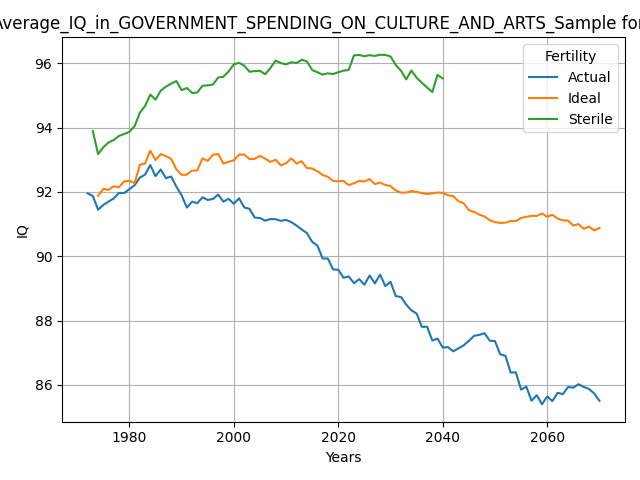 Average_IQ_in_GOVERNMENT_SPENDING_ON_CULTURE_AND_ARTS_Sample for
Fertility
Actual
Ideal
Sterile
96
94
92
90
88
86
IQ
1980
2000
2020
2040
2060
Years